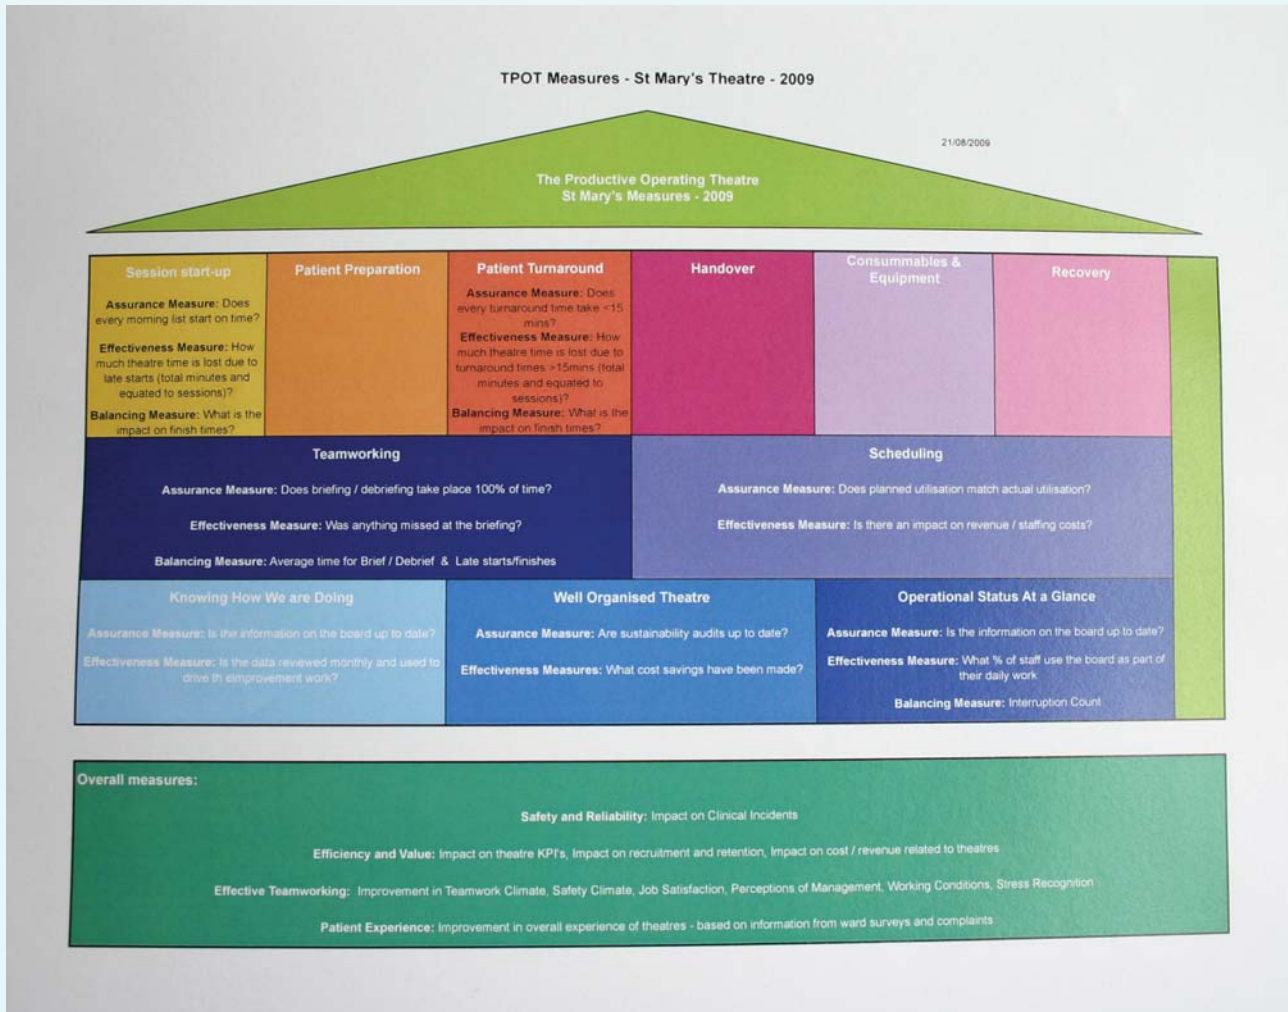 TPOT Measures - St Mary's Theatre - 2009
21/08/2009
The Productive Operating Theatre
St Mary's Measures - 2009
Session start-up
Assurance Measure: Does
every morning list start on time?
Effectiveness Measure: How
much theatre time is lost due to
late starts (total minutes and
equated to sessions)?
Balancing Measure: What is the
impact on finish times?
Patient Preparation
Patient Turnaround
Assurance Measure: Does
every turnaround time take <15
mins?
Effectiveness Measure: How
much theatre time is lost due to
turnaround times >15mins (total
minutes and equated to
sessions)?
Balancing Measure: What is the
impact on finish times?
Handover
Consummables &
Equipment
Recovery
Teamworking
Assurance Measure: Does briefing / debriefing take place 100% of time?
Effectiveness Measure: Was anything missed at the briefing?
Balancing Measure: Average time for Brief / Debrief & Late starts/finishes
Scheduling
Assurance Measure: Does planned utilisation match actual utilisation?
Effectiveness Measure: Is there an impact on revenue / staffing costs?
Knowing How We are Doing
Assurance Measure: Is the information on the board up to date?
Effectiveness Measure: Is the data reviewed monthly and used to
drive th eimprovement work?
Well Organised Theatre
Assurance Measure: Are sustainability audits up to date?
Effectiveness Measures: What cost savings have been made?
Operational Status At a Glance
Assurance Measure: Is the information on the board up to date?
Effectiveness Measure: What % of staff use the board as part of
their daily work
Balancing Measure: Interruption Count
Overall measures:
Safety and Reliability: Impact on Clinical Incidents
Efficiency and Value: Impact on theatre KPI's, Impact on recruitment and retention, Impact on cost / revenue related to theatres
Effective Teamworking: Improvement in Teamwork Climate, Safety Climate, Job Satisfaction, Perceptions of Management, Working Conditions, Stress Recognition
Patient Experience: Improvement in overall experience of theatres - based on information from ward surveys and complaints